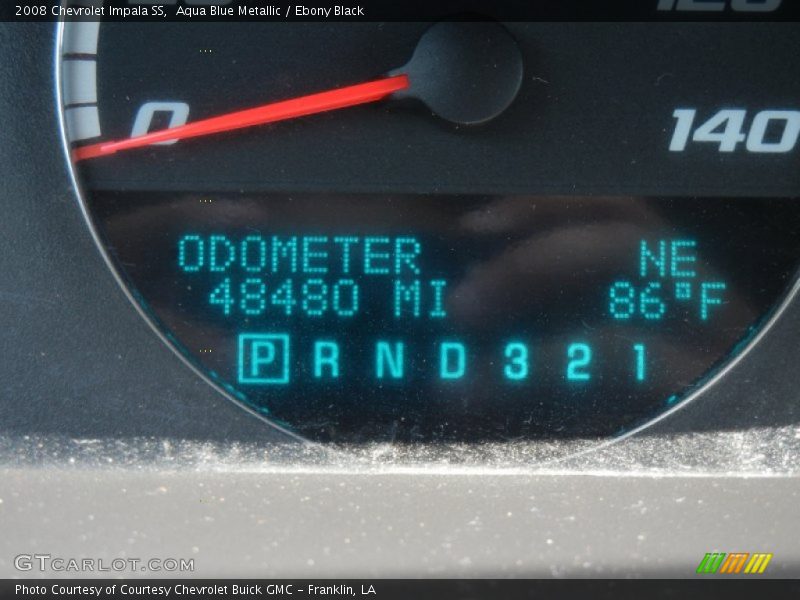 2008 Chevrolet Impala SS,  Aqua Blue Metallic / Ebony Black
0
140
ODOMETER NE
48480 MI 86°F
P R N D 3 2 1
GTCARLOT.COM
Photo Courtesy of Courtesy Chevrolet Buick GMC - Franklin, LA